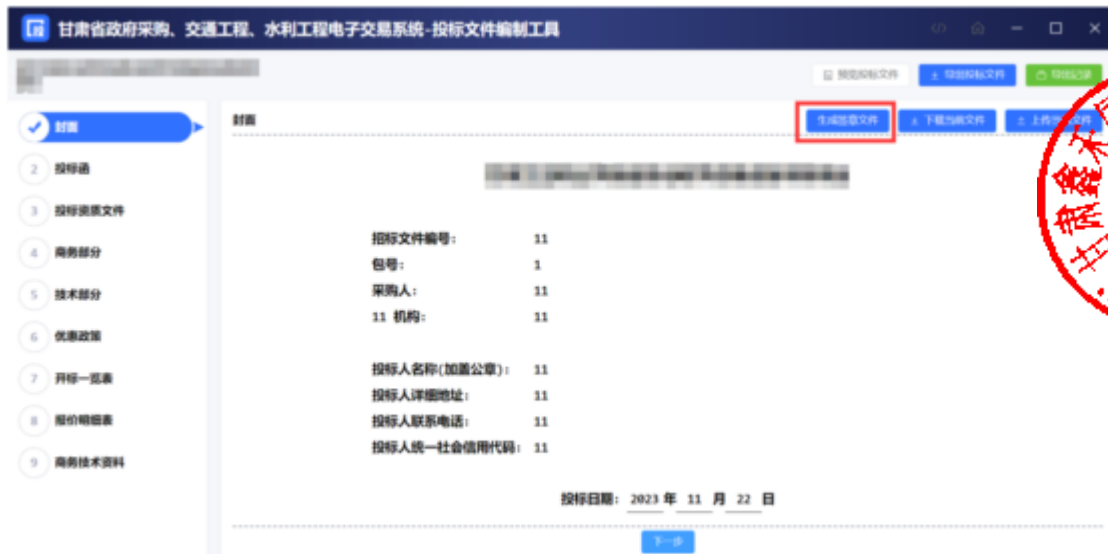 甘肃省政府采购、交通工程、水利工程电子交易系统-投标文件编制工具
预览投标文件
导出投标文件
导出记录
封面
封面
生成签章文件
下载当前文件
2 投标函
3 投标资质文件
招标文件编号： 11
4 商务部分
包号： 1
采购人： 11
5 技术部分
11 机构： 11
6 优惠政策
投标人名称(加盖公章)： 11
7 开标一览表
投标人详细地址： 11
8 报价明细表
投标人联系电话： 11
投标人统一社会信用代码： 11
9 商务技术资料
投标日期： 2023 年 11 月 22 日
下一步